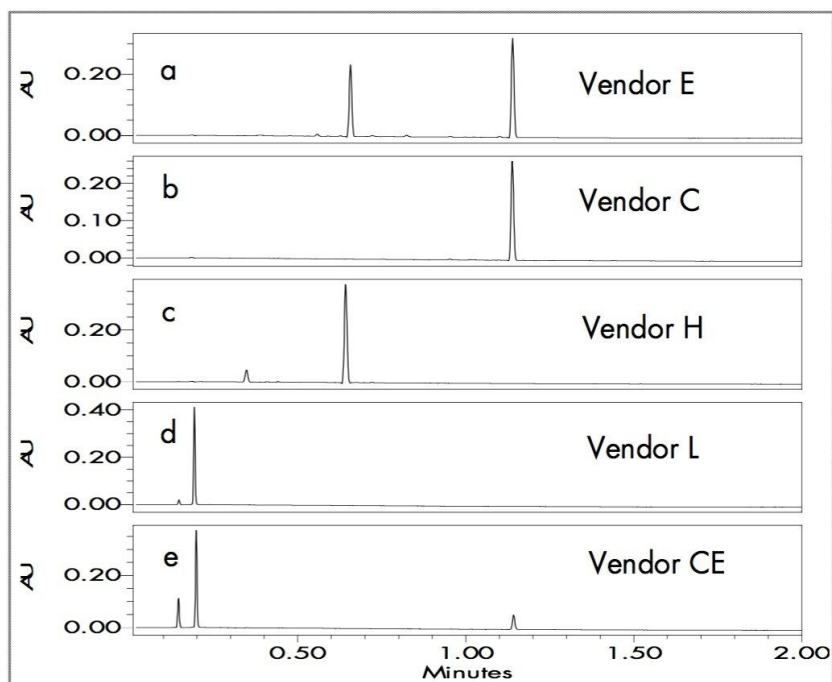 AU
0.20
0.00
a
Vendor E
AU
0.20
0.10
0.00
b
Vendor C
AU
0.20
0.00
c
Vendor H
AU
0.40
0.20
0.00
d
Vendor L
AU
0.20
0.00
e
Vendor CE
0.50 1.00 1.50 2.00
Minutes